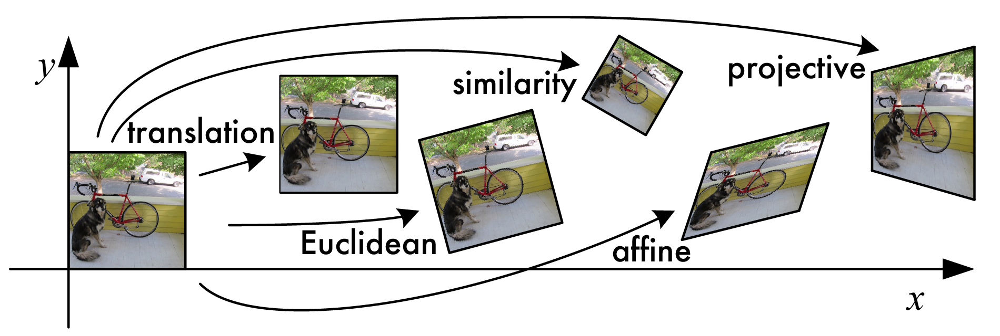 y
similarity
projective
translation
Euclidean
affine
x